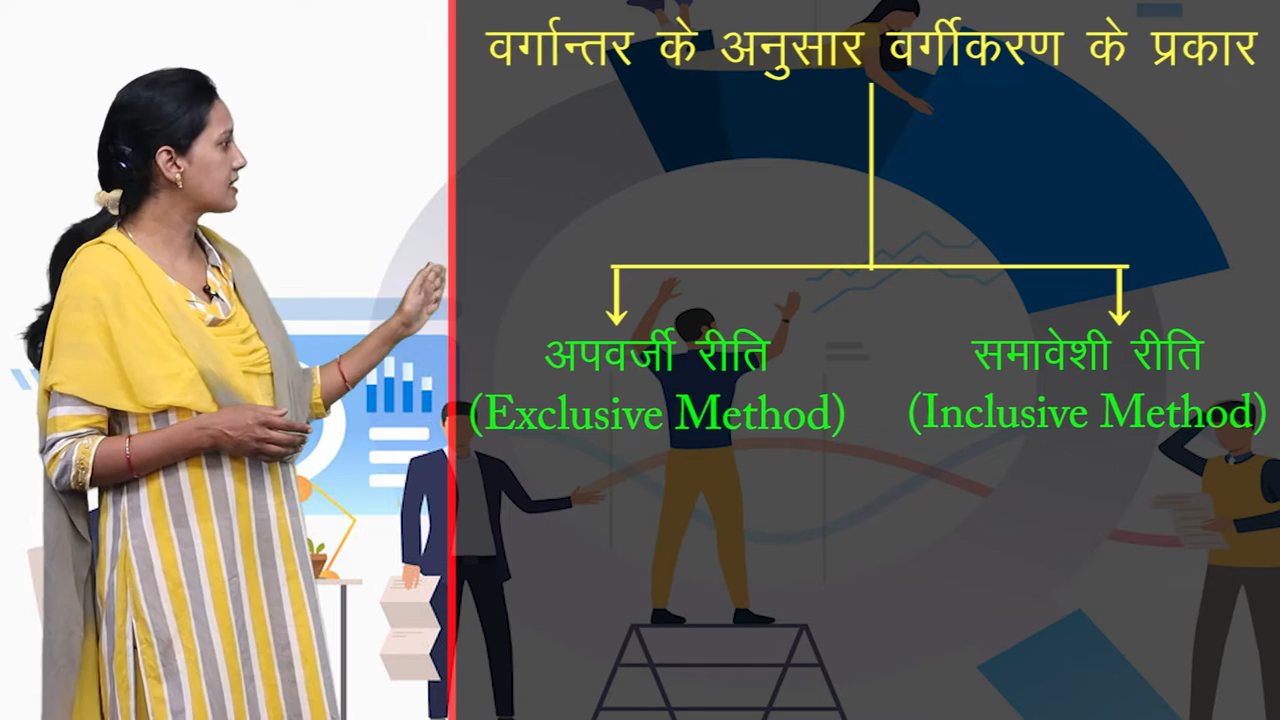 वर्गान्तर के अनुसार वर्गीकरण के प्रकार
अपवर्जी रीति
(Exclusive Method)
समावेशी रीति
(Inclusive Method)